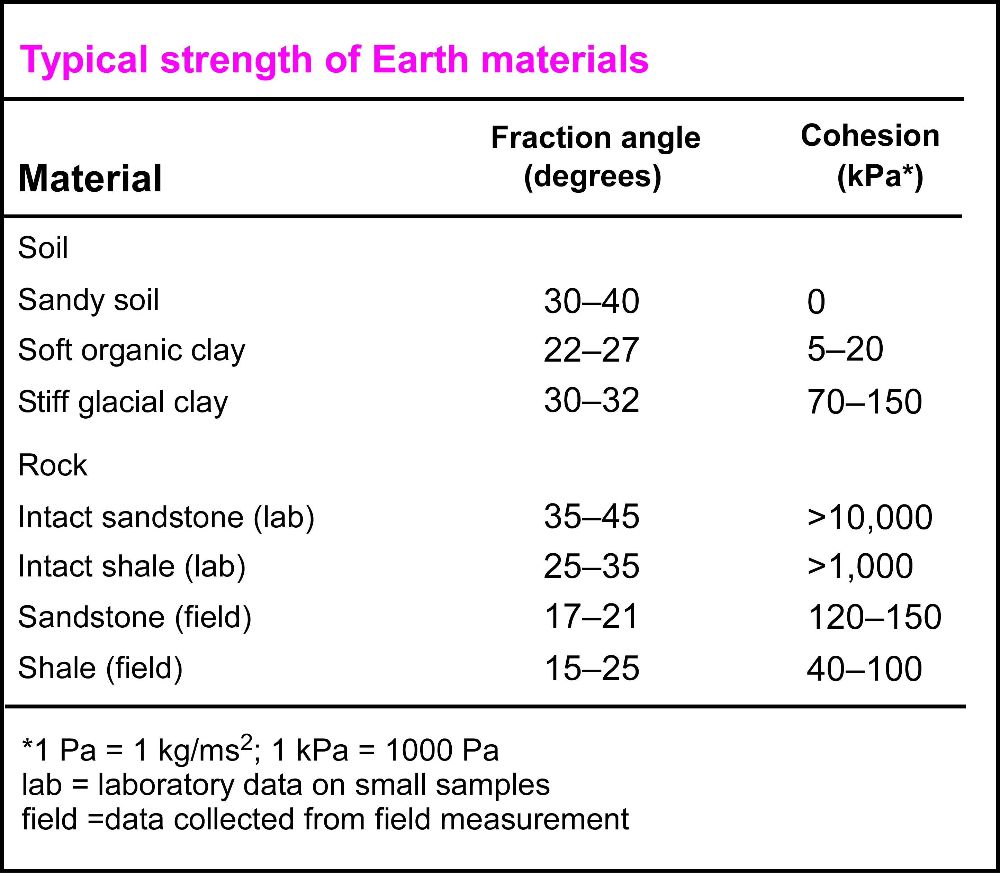 Typical strength of Earth materials
Material Fraction angle (degrees) Cohesion (kPa*)
Soil
Sandy soil 30–40 0
Soft organic clay 22–27 5–20
Stiff glacial clay 30–32 70–150
Rock
Intact sandstone (lab) 35–45 >10,000
Intact shale (lab) 25–35 >1,000
Sandstone (field) 17–21 120–150
Shale (field) 15–25 40–100
*1 Pa = 1 kg/ms²; 1 kPa = 1000 Pa
lab = laboratory data on small samples
field =data collected from field measurement